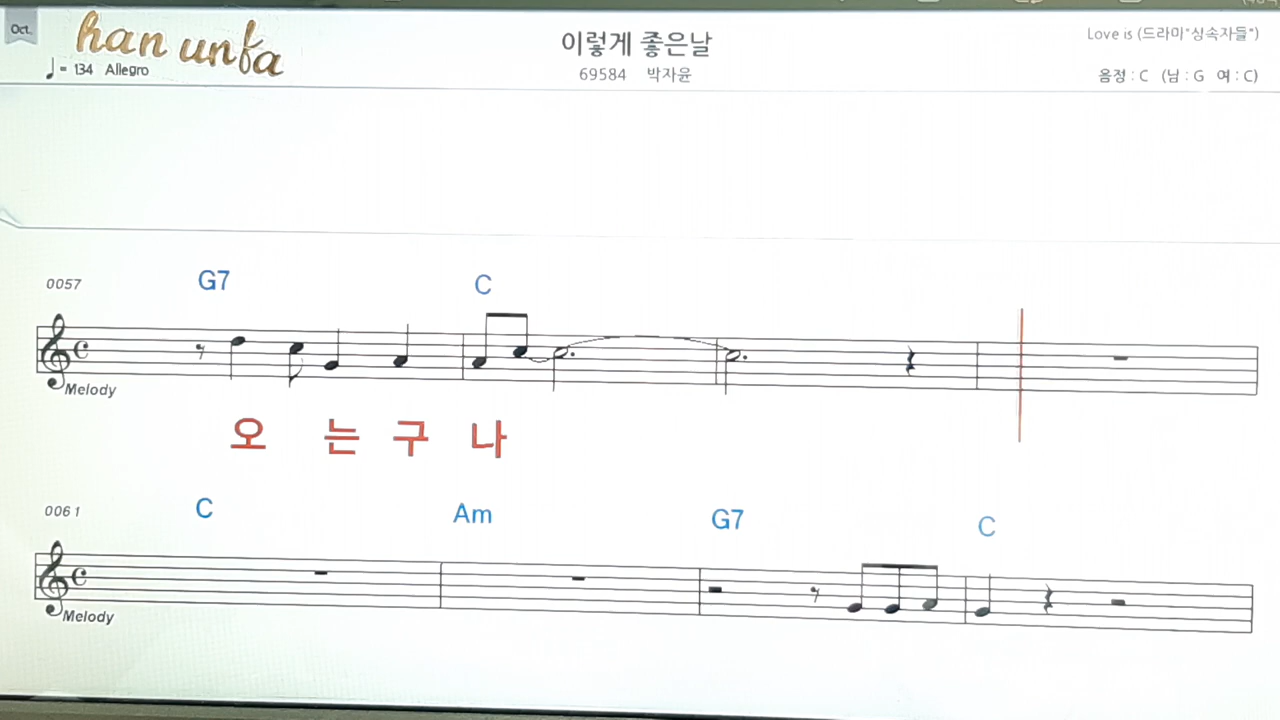 Oct.
han unfa
이렇게 좋은날
Love is (드라마"상속자들")
♩= 134 Allegro
69584 박자윤
음정 : C (남 : G 여 : C)
0057
G7 C
Melody
오 는 구 나
0061
C Am G7 C
Melody